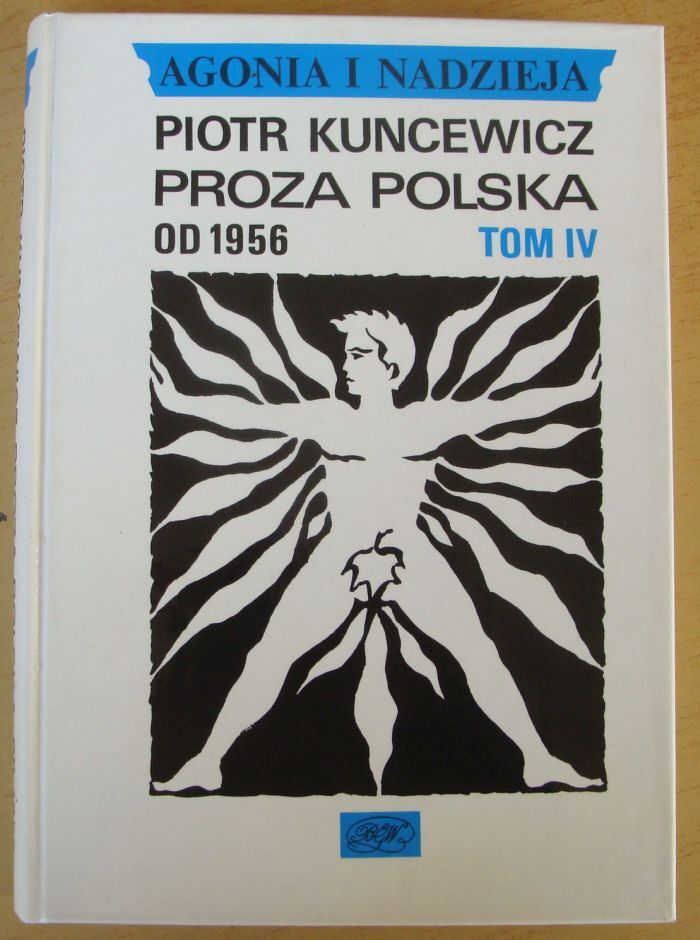 AGONIA I NADZIEJA
PIOTR KUNCEWICZ
PROZA POLSKA
OD 1956 TOM IV
BGW